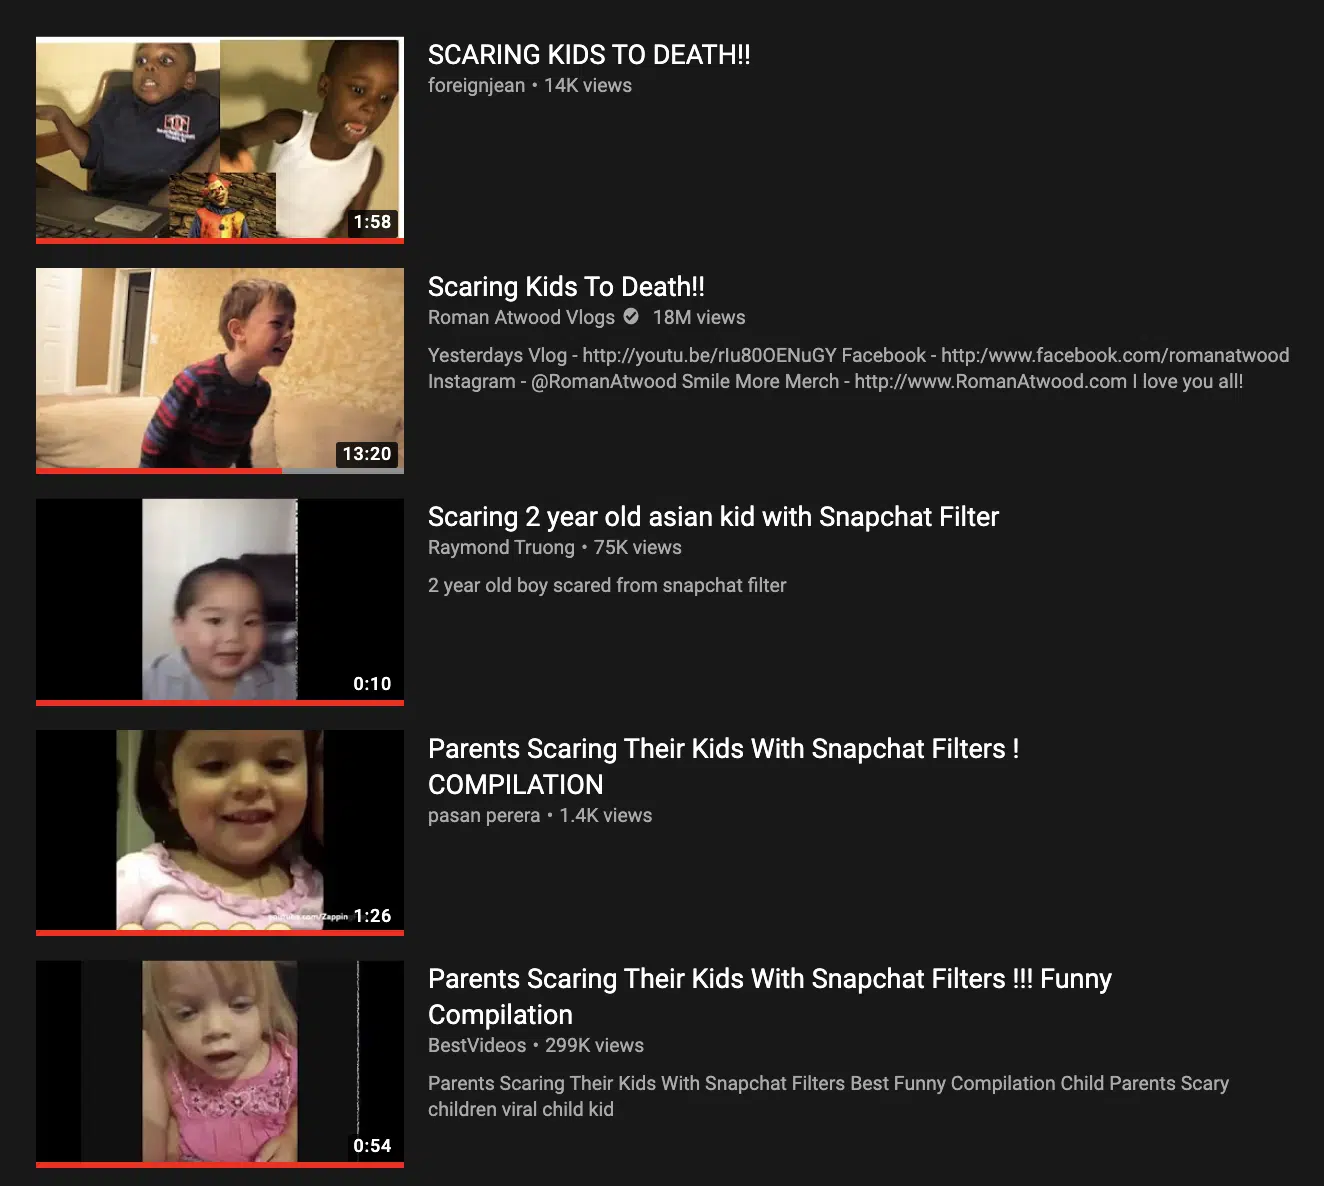 SCARING KIDS TO DEATH!!
foreignjean • 14K views
1:58
Scaring Kids To Death!!
Roman Atwood Vlogs 18M views
Yesterdays Vlog - http://youtu.be/rIu80OENuGY Facebook - http:/www.facebook.com/romanatwood
Instagram - @RomanAtwood Smile More Merch - http://www.RomanAtwood.com I love you all!
13:20
Scaring 2 year old asian kid with Snapchat Filter
Raymond Truong • 75K views
2 year old boy scared from snapchat filter
0:10
Parents Scaring Their Kids With Snapchat Filters !
COMPILATION
pasan perera • 1.4K views
1:26
Parents Scaring Their Kids With Snapchat Filters !!! Funny
Compilation
BestVideos • 299K views
Parents Scaring Their Kids With Snapchat Filters Best Funny Compilation Child Parents Scary
children viral child kid
0:54